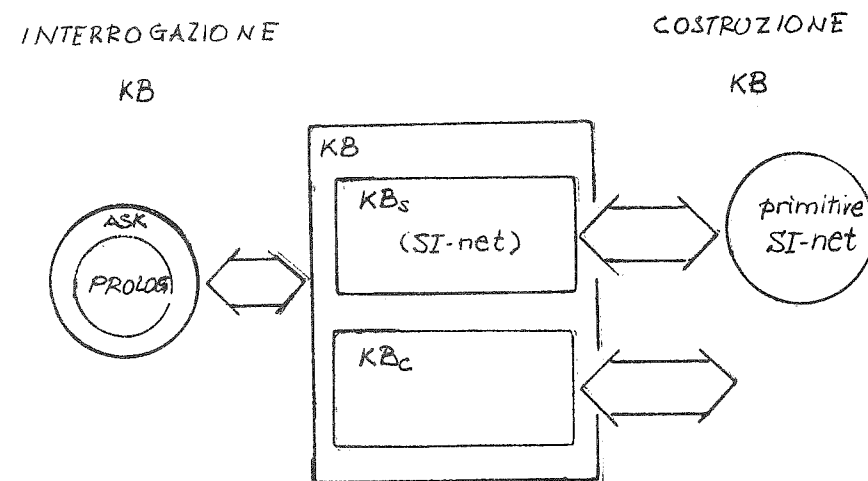 INTERROGAZIONE
KB
COSTRUZIONE
KB
KB
KBs
(SI-net)
primitive
SI-net
ASK
PROLOG
KBc